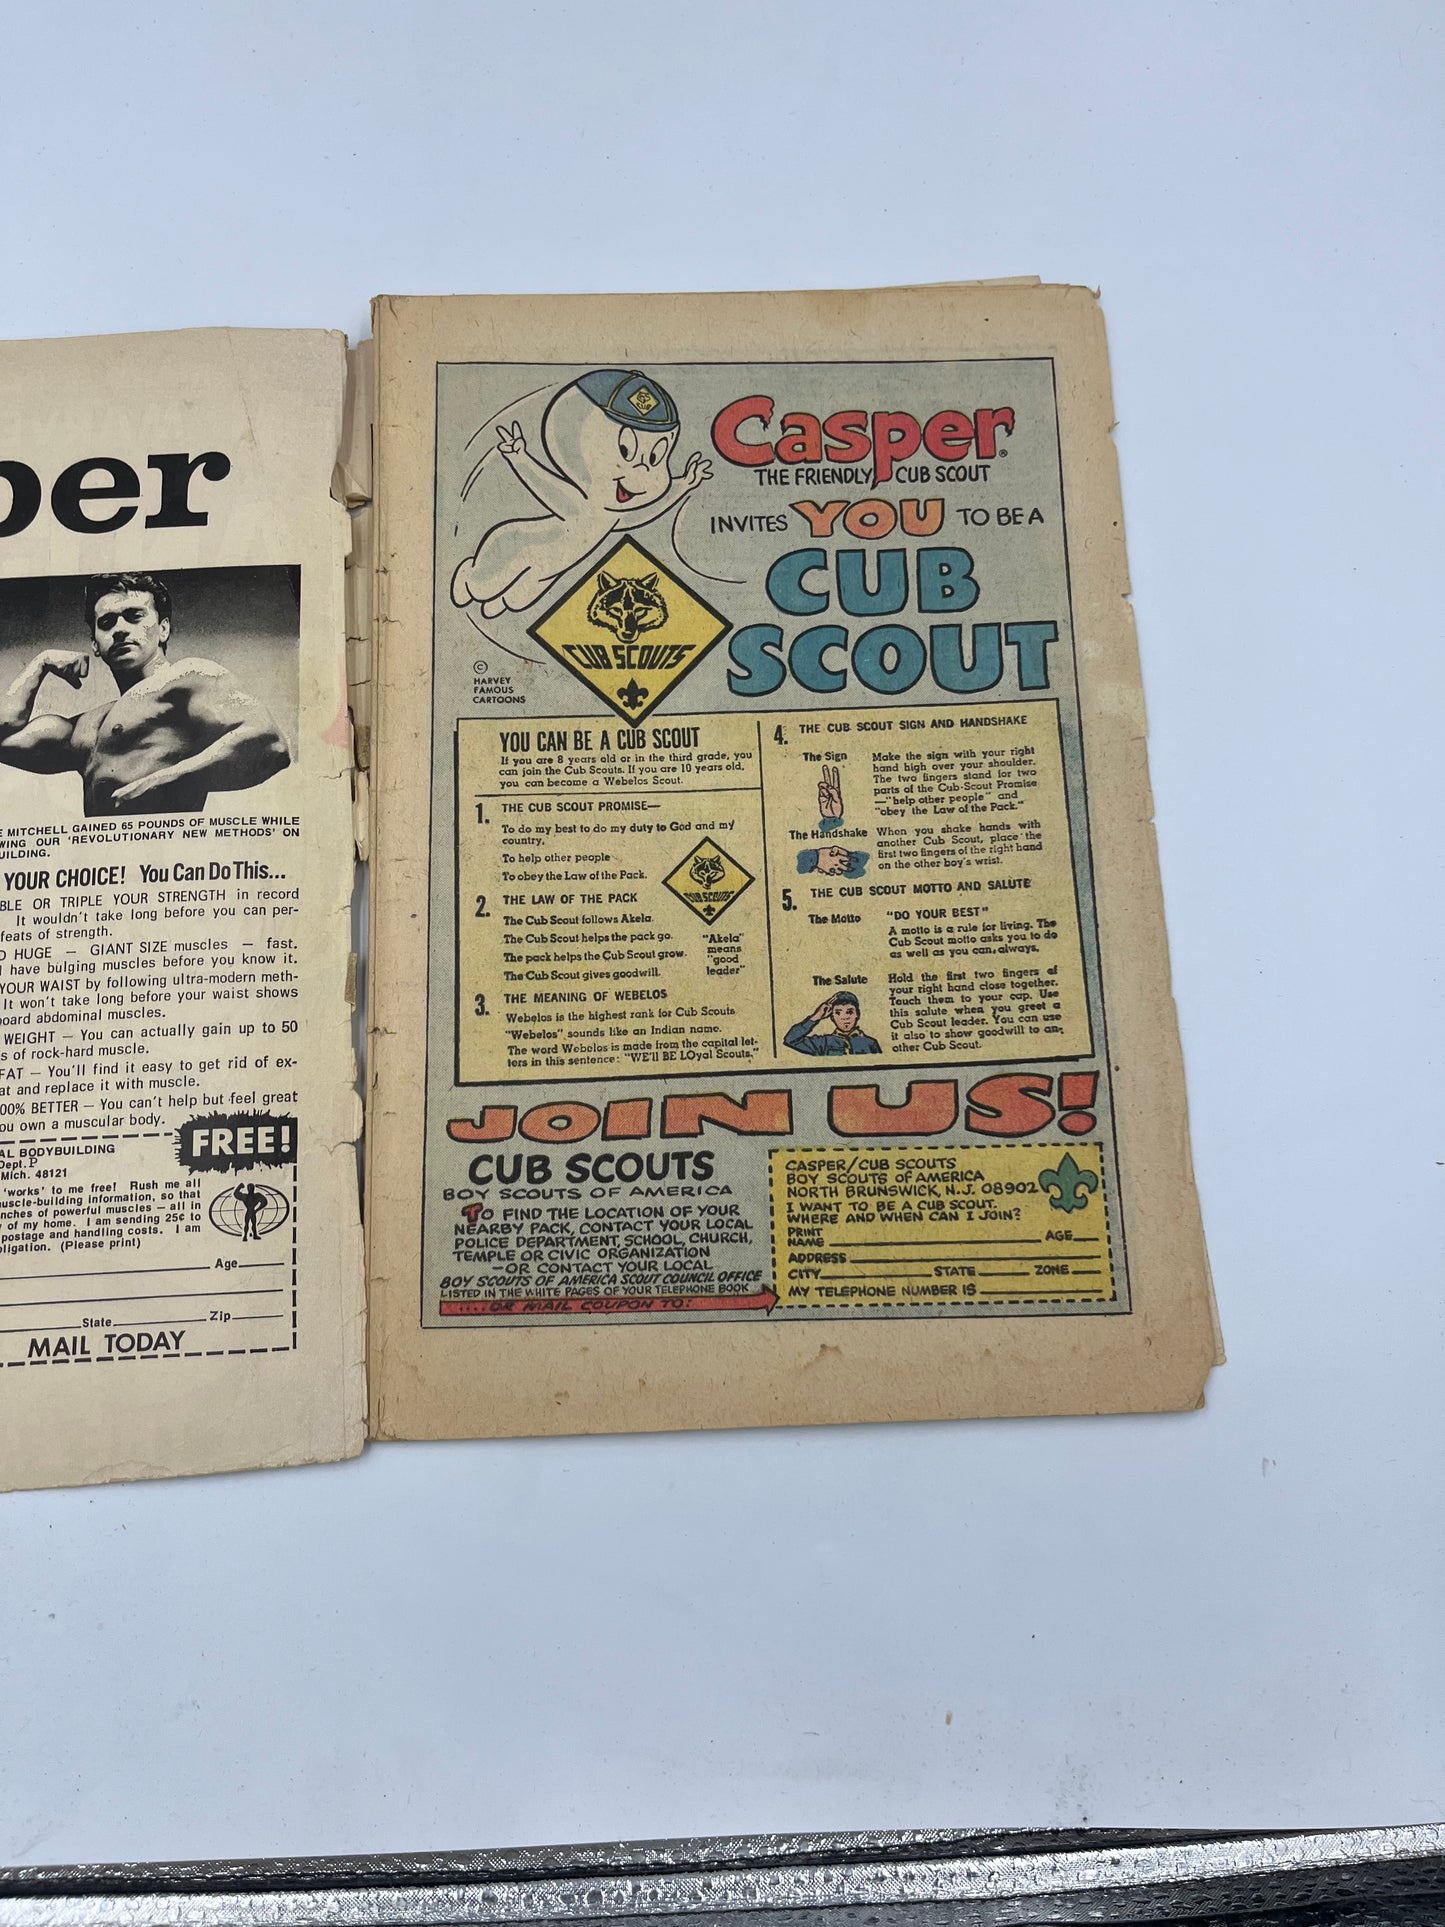 per
MITCHELL GAINED 65 POUNDS OF MUSCLE WHILE
OUR 'REVOLUTIONARY NEW METHODS' ON
YOUR CHOICE! You Can Do This...
OR TRIPLE YOUR STRENGTH in record
It wouldn't take long before you can per-
feats of strength.
HUGE — GIANT SIZE muscles — fast.
have bulging muscles before you know it.
YOUR WAIST by following ultra-modern meth-
It won't take long before your waist shows
abdominal muscles.
WEIGHT — You can actually gain up to 50
of rock-hard muscle.
FAT — You'll find it easy to get rid of ex-
at and replace it with muscle.
00% BETTER — You can't help but feel great
own a muscular body.
FREE!
BODYBUILDING
Dept. P
Mich. 48121
'works' to me free! Rush me all
muscle-building information, so that
inches of powerful muscles — all in
of my home. I am sending 25¢ to
postage and handling costs. I am
(Please print)
Age
State Zip
MAIL TODAY
CUB
Casper®
THE FRIENDLY CUB SCOUT
INVITES YOU TO BE A
CUB
SCOUT
CUB SCOUTS
©
HARVEY
FAMOUS
CARTOONS
YOU CAN BE A CUB SCOUT
If you are 8 years old or in the third grade, you
can join the Cub Scouts. If you are 10 years old,
you can become a Webelos Scout.
1. THE CUB SCOUT PROMISE—
To do my best to do my duty to God and my
country,
To help other people
To obey the Law of the Pack.
2. THE LAW OF THE PACK
The Cub Scout follows Akela.
The Cub Scout helps the pack go.
The pack helps the Cub Scout grow.
The Cub Scout gives goodwill.
CUB SCOUTS
"Akela"
means
"good
leader"
3. THE MEANING OF WEBELOS
Webelos is the highest rank for Cub Scouts
"Webelos" sounds like an Indian name.
The word Webelos is made from the capital let-
ters in this sentence: "WE'll BE LOyal Scouts."
4. THE CUB SCOUT SIGN AND HANDSHAKE
The Sign
Make the sign with your right
hand high over your shoulder.
The two fingers stand for two
parts of the Cub Scout Promise
—"help other people" and
"obey the Law of the Pack."
The Handshake
When you shake hands with
another Cub Scout, place the
first two fingers of the right hand
on the other boy's wrist.
5. THE CUB SCOUT MOTTO AND SALUTE
The Motto
"DO YOUR BEST"
A motto is a rule for living. The
Cub Scout motto asks you to do
as well as you can, always.
The Salute
Hold the first two fingers of
your right hand close together.
Touch them to your cap. Use
this salute when you greet a
Cub Scout leader. You can use
it also to show goodwill to an-
other Cub Scout.
JOIN US!
CUB SCOUTS
BOY SCOUTS OF AMERICA
TO FIND THE LOCATION OF YOUR
NEARBY PACK, CONTACT YOUR LOCAL
POLICE DEPARTMENT, SCHOOL, CHURCH,
TEMPLE OR CIVIC ORGANIZATION
—OR CONTACT YOUR LOCAL
BOY SCOUTS OF AMERICA SCOUT COUNCIL OFFICE
LISTED IN THE WHITE PAGES OF YOUR TELEPHONE BOOK
....OR MAIL COUPON TO:
CASPER/CUB SCOUTS
BOY SCOUTS OF AMERICA
NORTH BRUNSWICK, N.J. 08902
I WANT TO BE A CUB SCOUT.
WHERE AND WHEN CAN I JOIN?
PRINT
NAME AGE
ADDRESS
CITY STATE ZONE
MY TELEPHONE NUMBER IS